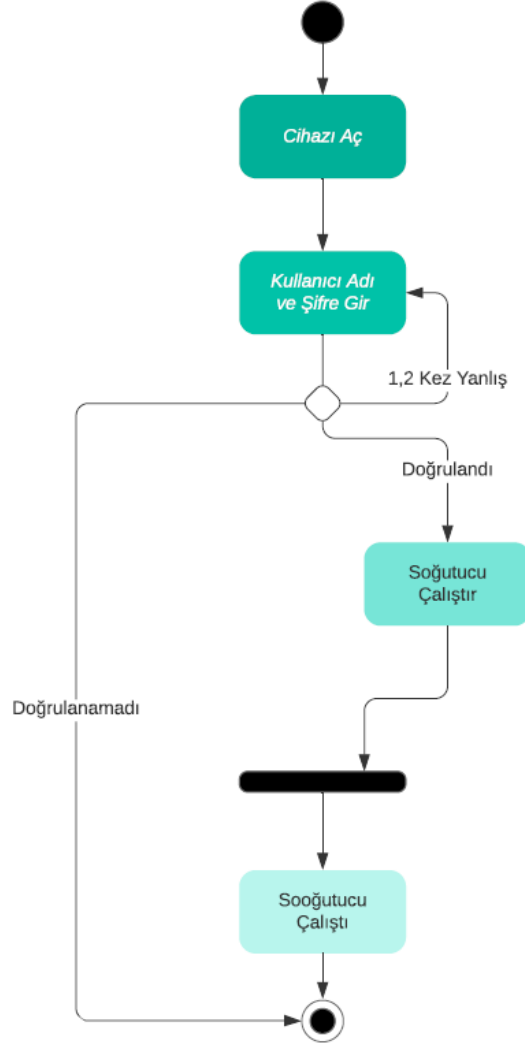 Cihazı Aç
Kullanıcı Adı
ve Şifre Gir
1,2 Kez Yanlış
Doğrulandı
Soğutucu
Çalıştır
Doğrulanamadı
Sooğutucu
Çalıştı